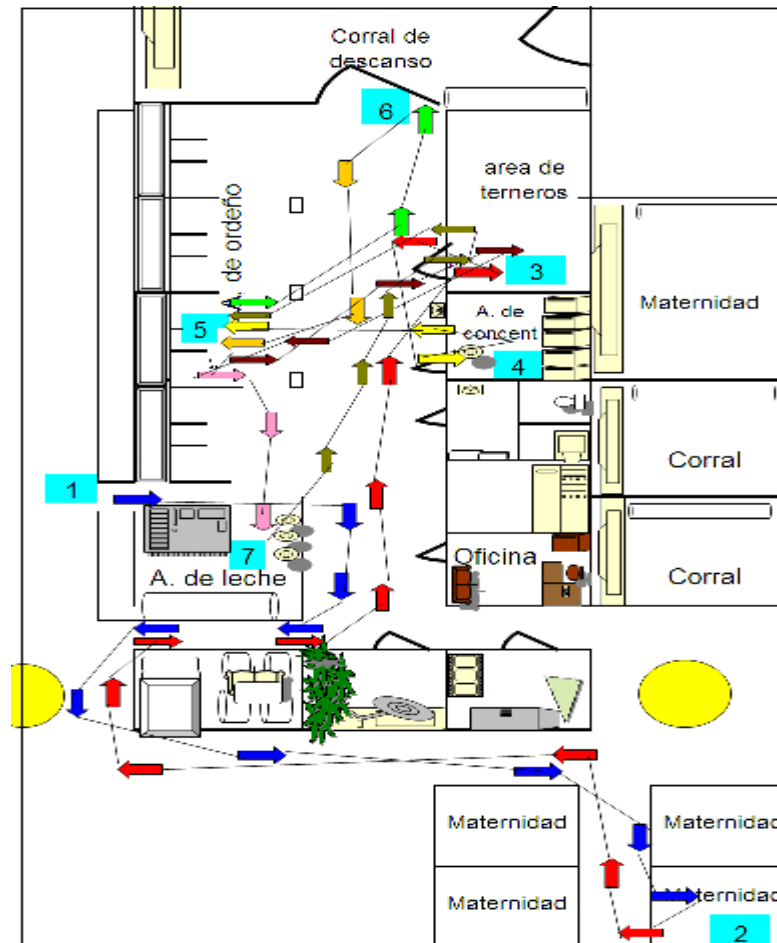 Corral de
descanso
6
area de
terneros
de ordeño
3
Maternidad
5
A. de
concent
4
1
Corral
7
Oficina
A. de leche
Corral
Maternidad
Maternidad
Maternidad
Maternidad
2